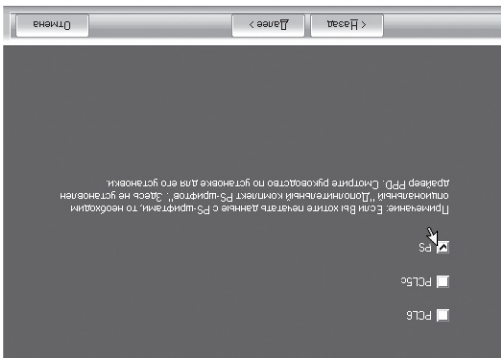 PCL6
PCL5c
PS
Примечание: Если Вы хотите печатать данные с PS-шрифтами, то необходим
опциональный "Дополнительный комплект PS-шрифтов". Здесь не установлен
драйвер PPD. Смотрите руководство по установке для его установки.
< Назад
Далее >
Отмена